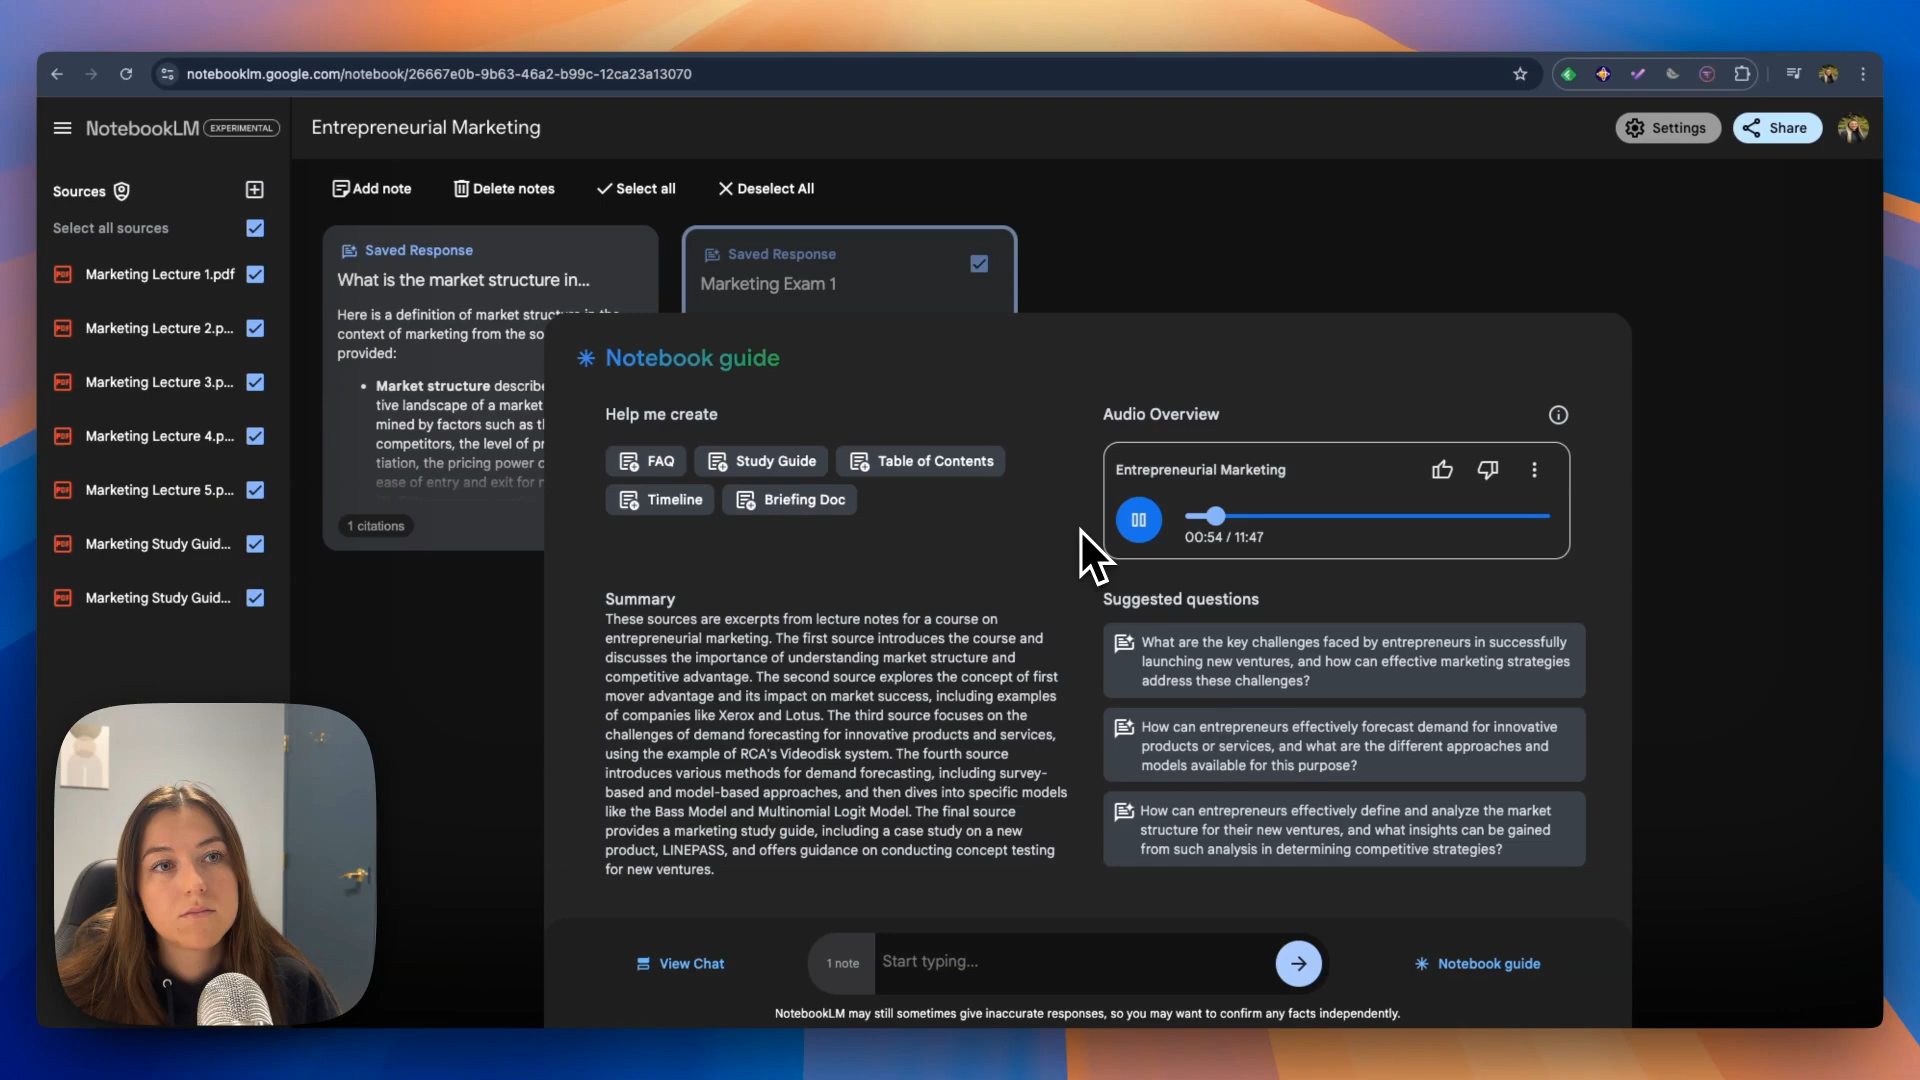 notebooklm.google.com/notebook/26667e0b-9b63-46a2-b99c-12ca23a13070
NotebookLM EXPERIMENTAL
Entrepreneurial Marketing
Settings
Share
Sources
Select all sources
Marketing Lecture 1.pdf
Marketing Lecture 2.p...
Marketing Lecture 3.p...
Marketing Lecture 4.p...
Marketing Lecture 5.p...
Marketing Study Guid...
Marketing Study Guid...
Add note
Delete notes
Select all
Deselect All
Saved Response
What is the market structure in...
Here is a definition of market structure in the
context of marketing from the so
provided:
• Market structure describe
tive landscape of a market
mined by factors such as t
competitors, the level of pr
tiation, the pricing power o
ease of entry and exit for n
1 citations
Saved Response
Marketing Exam 1
Notebook guide
Help me create
FAQ
Study Guide
Table of Contents
Timeline
Briefing Doc
Audio Overview
Entrepreneurial Marketing
00:54 / 11:47
Summary
These sources are excerpts from lecture notes for a course on
entrepreneurial marketing. The first source introduces the course and
discusses the importance of understanding market structure and
competitive advantage. The second source explores the concept of first
mover advantage and its impact on market success, including examples
of companies like Xerox and Lotus. The third source focuses on the
challenges of demand forecasting for innovative products and services,
using the example of RCA's Videodisk system. The fourth source
introduces various methods for demand forecasting, including survey-
based and model-based approaches, and then dives into specific models
like the Bass Model and Multinomial Logit Model. The final source
provides a marketing study guide, including a case study on a new
product, LINEPASS, and offers guidance on conducting concept testing
for new ventures.
Suggested questions
What are the key challenges faced by entrepreneurs in successfully
launching new ventures, and how can effective marketing strategies
address these challenges?
How can entrepreneurs effectively forecast demand for innovative
products or services, and what are the different approaches and
models available for this purpose?
How can entrepreneurs effectively define and analyze the market
structure for their new ventures, and what insights can be gained
from such analysis in determining competitive strategies?
View Chat
1 note
Start typing...
Notebook guide
NotebookLM may still sometimes give inaccurate responses, so you may want to confirm any facts independently.